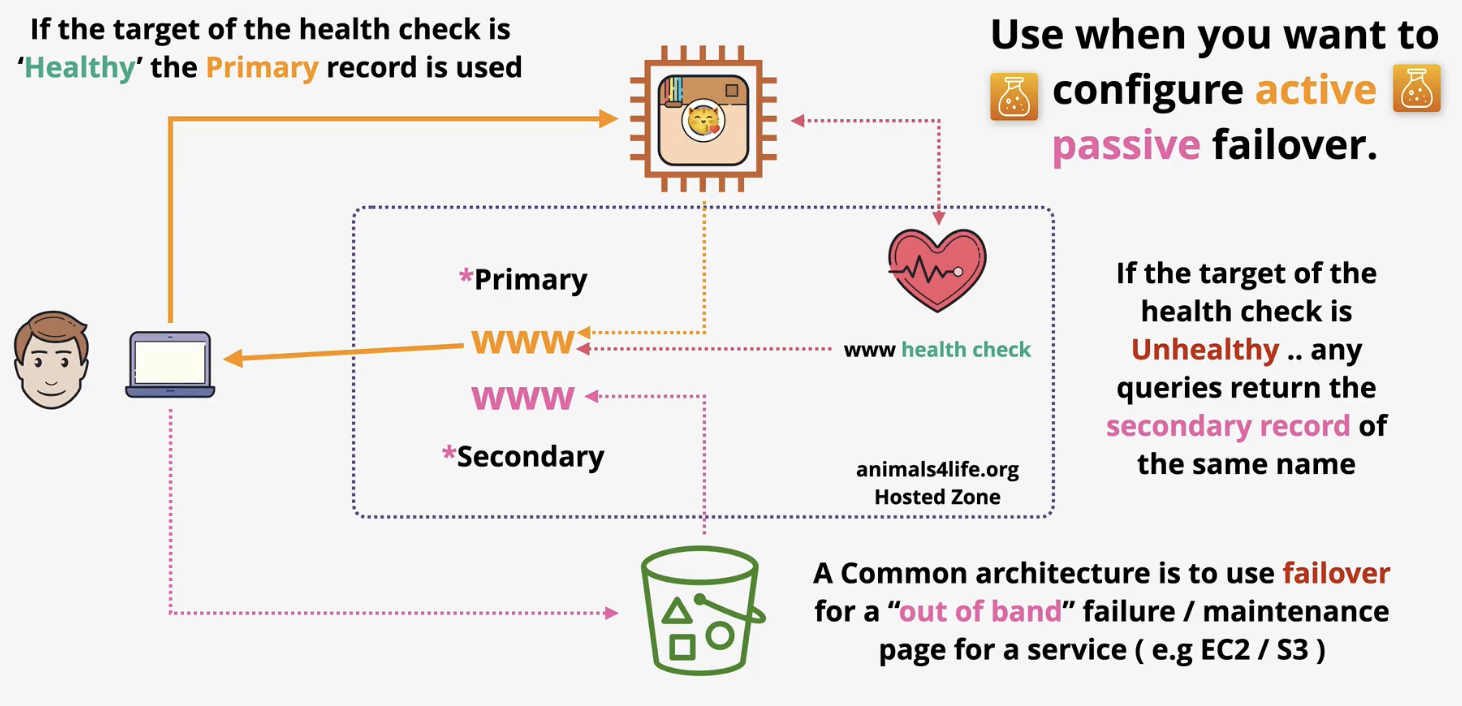 If the target of the health check is
‘Healthy’ the Primary record is used
Use when you want to
configure active
passive failover.
*Primary
www
www
*Secondary
www health check
animals4life.org
Hosted Zone
If the target of the
health check is
Unhealthy .. any
queries return the
secondary record of
the same name
A Common architecture is to use failover
for a “out of band” failure / maintenance
page for a service ( e.g EC2 / S3 )